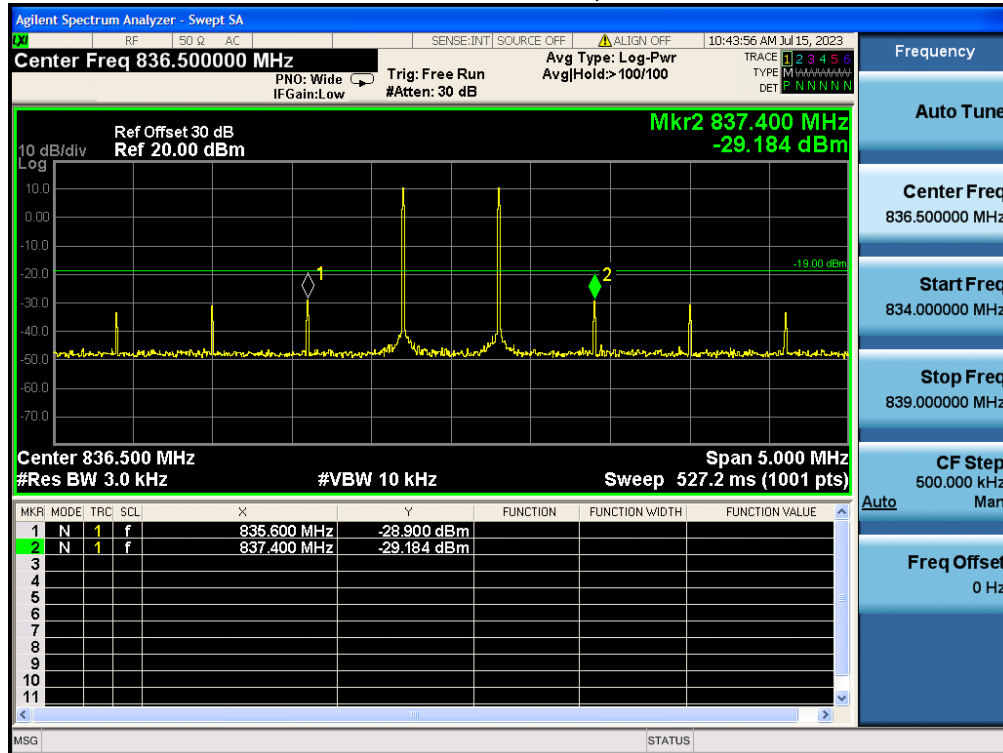 Agilent Spectrum Analyzer - Swept SA
LXI RF 50 Ω AC SENSE:INT SOURCE OFF ALIGN OFF 10:43:56 AM Jul 15, 2023
Center Freq 836.500000 MHz
PNO: Wide
IFGain:Low
Trig: Free Run
#Atten: 30 dB
Avg Type: Log-Pwr
Avg|Hold:>100/100
TRACE 1 2 3 4 5 6
TYPE M
DET P N N N N N
Mkr2 837.400 MHz
-29.184 dBm
Ref Offset 30 dB
10 dB/div Ref 20.00 dBm
Log
10.0
0.00
-10.0
-20.0
-30.0
-40.0
-50.0
-60.0
-70.0
-19.00 dBm
1
2
Center 836.500 MHz Span 5.000 MHz
#Res BW 3.0 kHz #VBW 10 kHz Sweep 527.2 ms (1001 pts)
MKR MODE TRC SCL X Y FUNCTION FUNCTION WIDTH FUNCTION VALUE
1 N 1 f 835.600 MHz -28.900 dBm
2 N 1 f 837.400 MHz -29.184 dBm
3
4
5
6
7
8
9
10
11
MSG STATUS
Frequency
Auto Tune
Center Freq
836.500000 MHz
Start Freq
834.000000 MHz
Stop Freq
839.000000 MHz
CF Step
500.000 kHz
Auto Man
Freq Offset
0 Hz